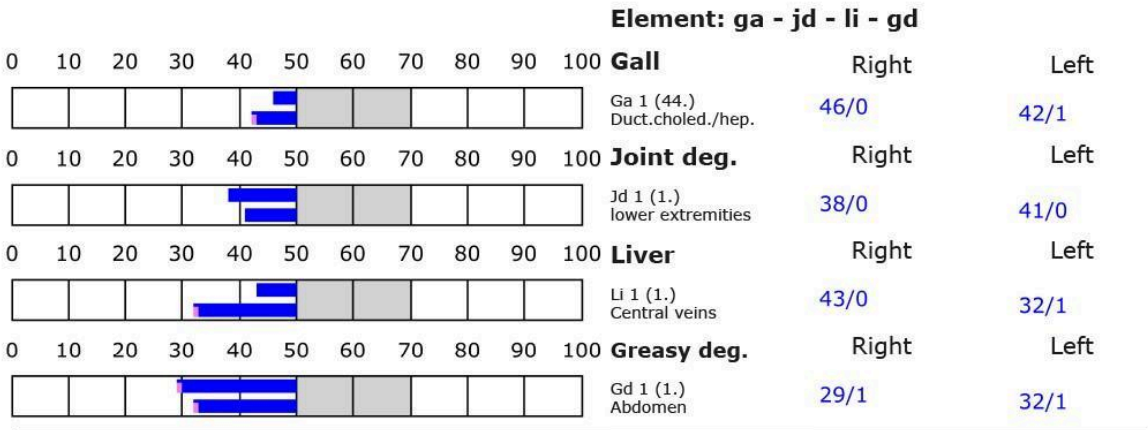 Element: ga - jd - li - gd
0 10 20 30 40 50 60 70 80 90 100 Gall Right Left
Ga 1 (44.)
Duct.choled./hep.
46/0 42/1
0 10 20 30 40 50 60 70 80 90 100 Joint deg. Right Left
Jd 1 (1.)
lower extremities
38/0 41/0
0 10 20 30 40 50 60 70 80 90 100 Liver Right Left
Li 1 (1.)
Central veins
43/0 32/1
0 10 20 30 40 50 60 70 80 90 100 Greasy deg. Right Left
Gd 1 (1.)
Abdomen
29/1 32/1